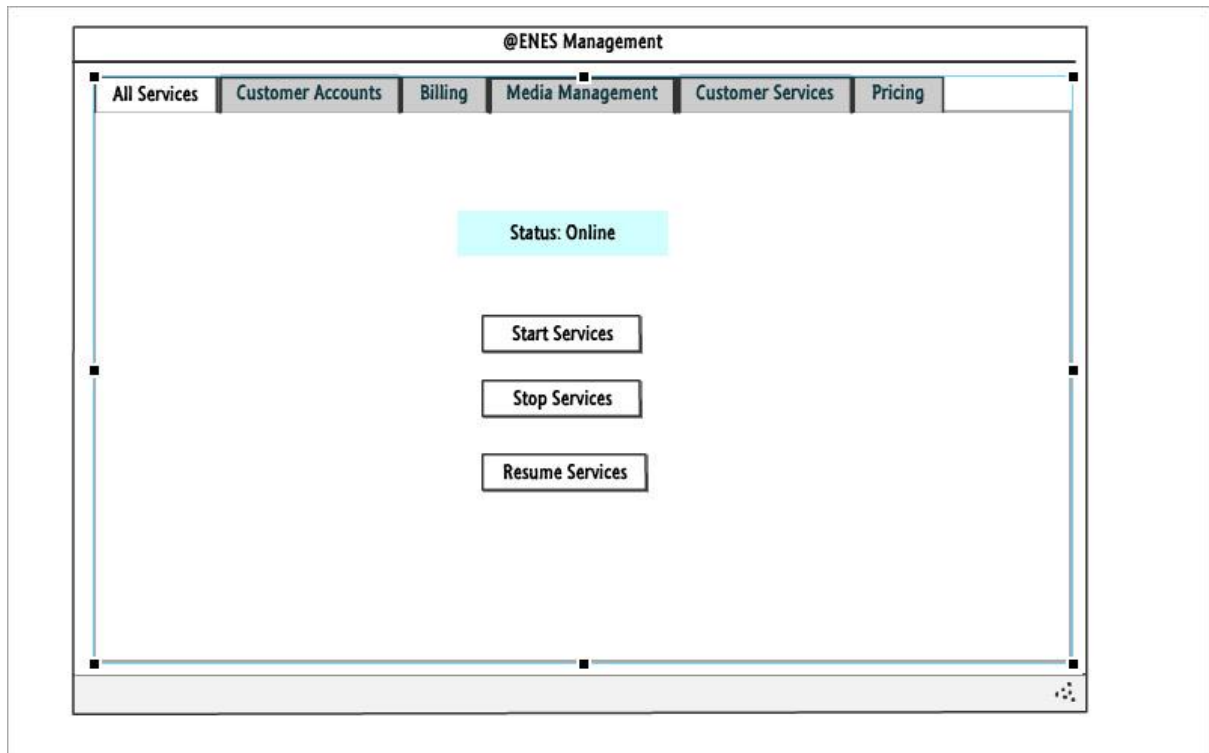 @ENES Management
All Services Customer Accounts Billing Media Management Customer Services Pricing
Status: Online
Start Services
Stop Services
Resume Services